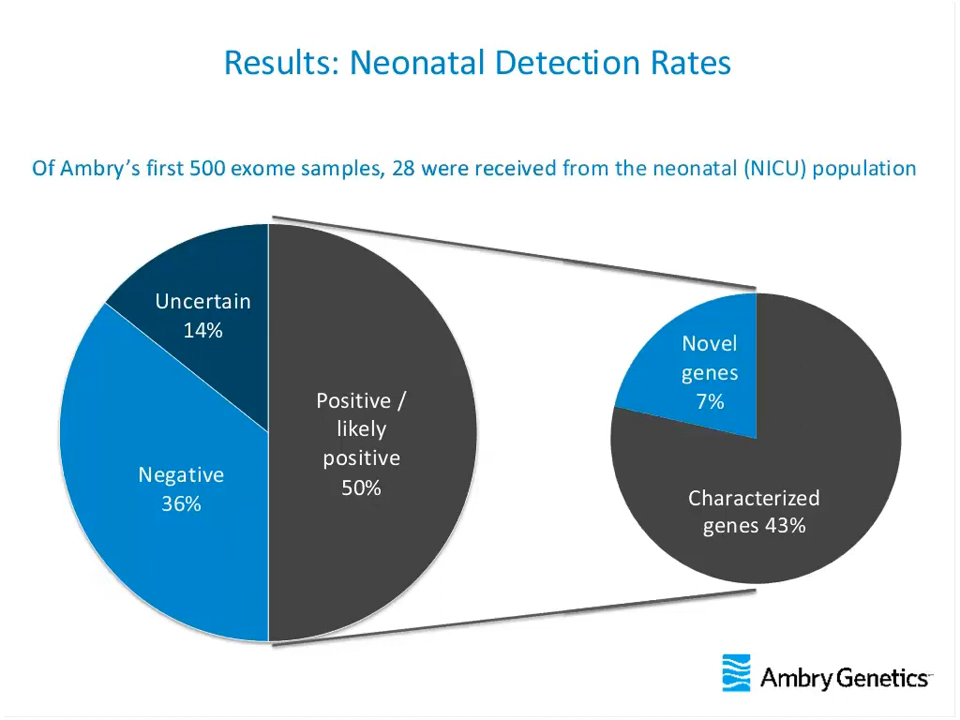 Results: Neonatal Detection Rates
Of Ambry’s first 500 exome samples, 28 were received from the neonatal (NICU) population
Uncertain
14%
Positive /
likely
positive
50%
Negative
36%
Novel
genes
7%
Characterized
genes 43%
Ambry Genetics